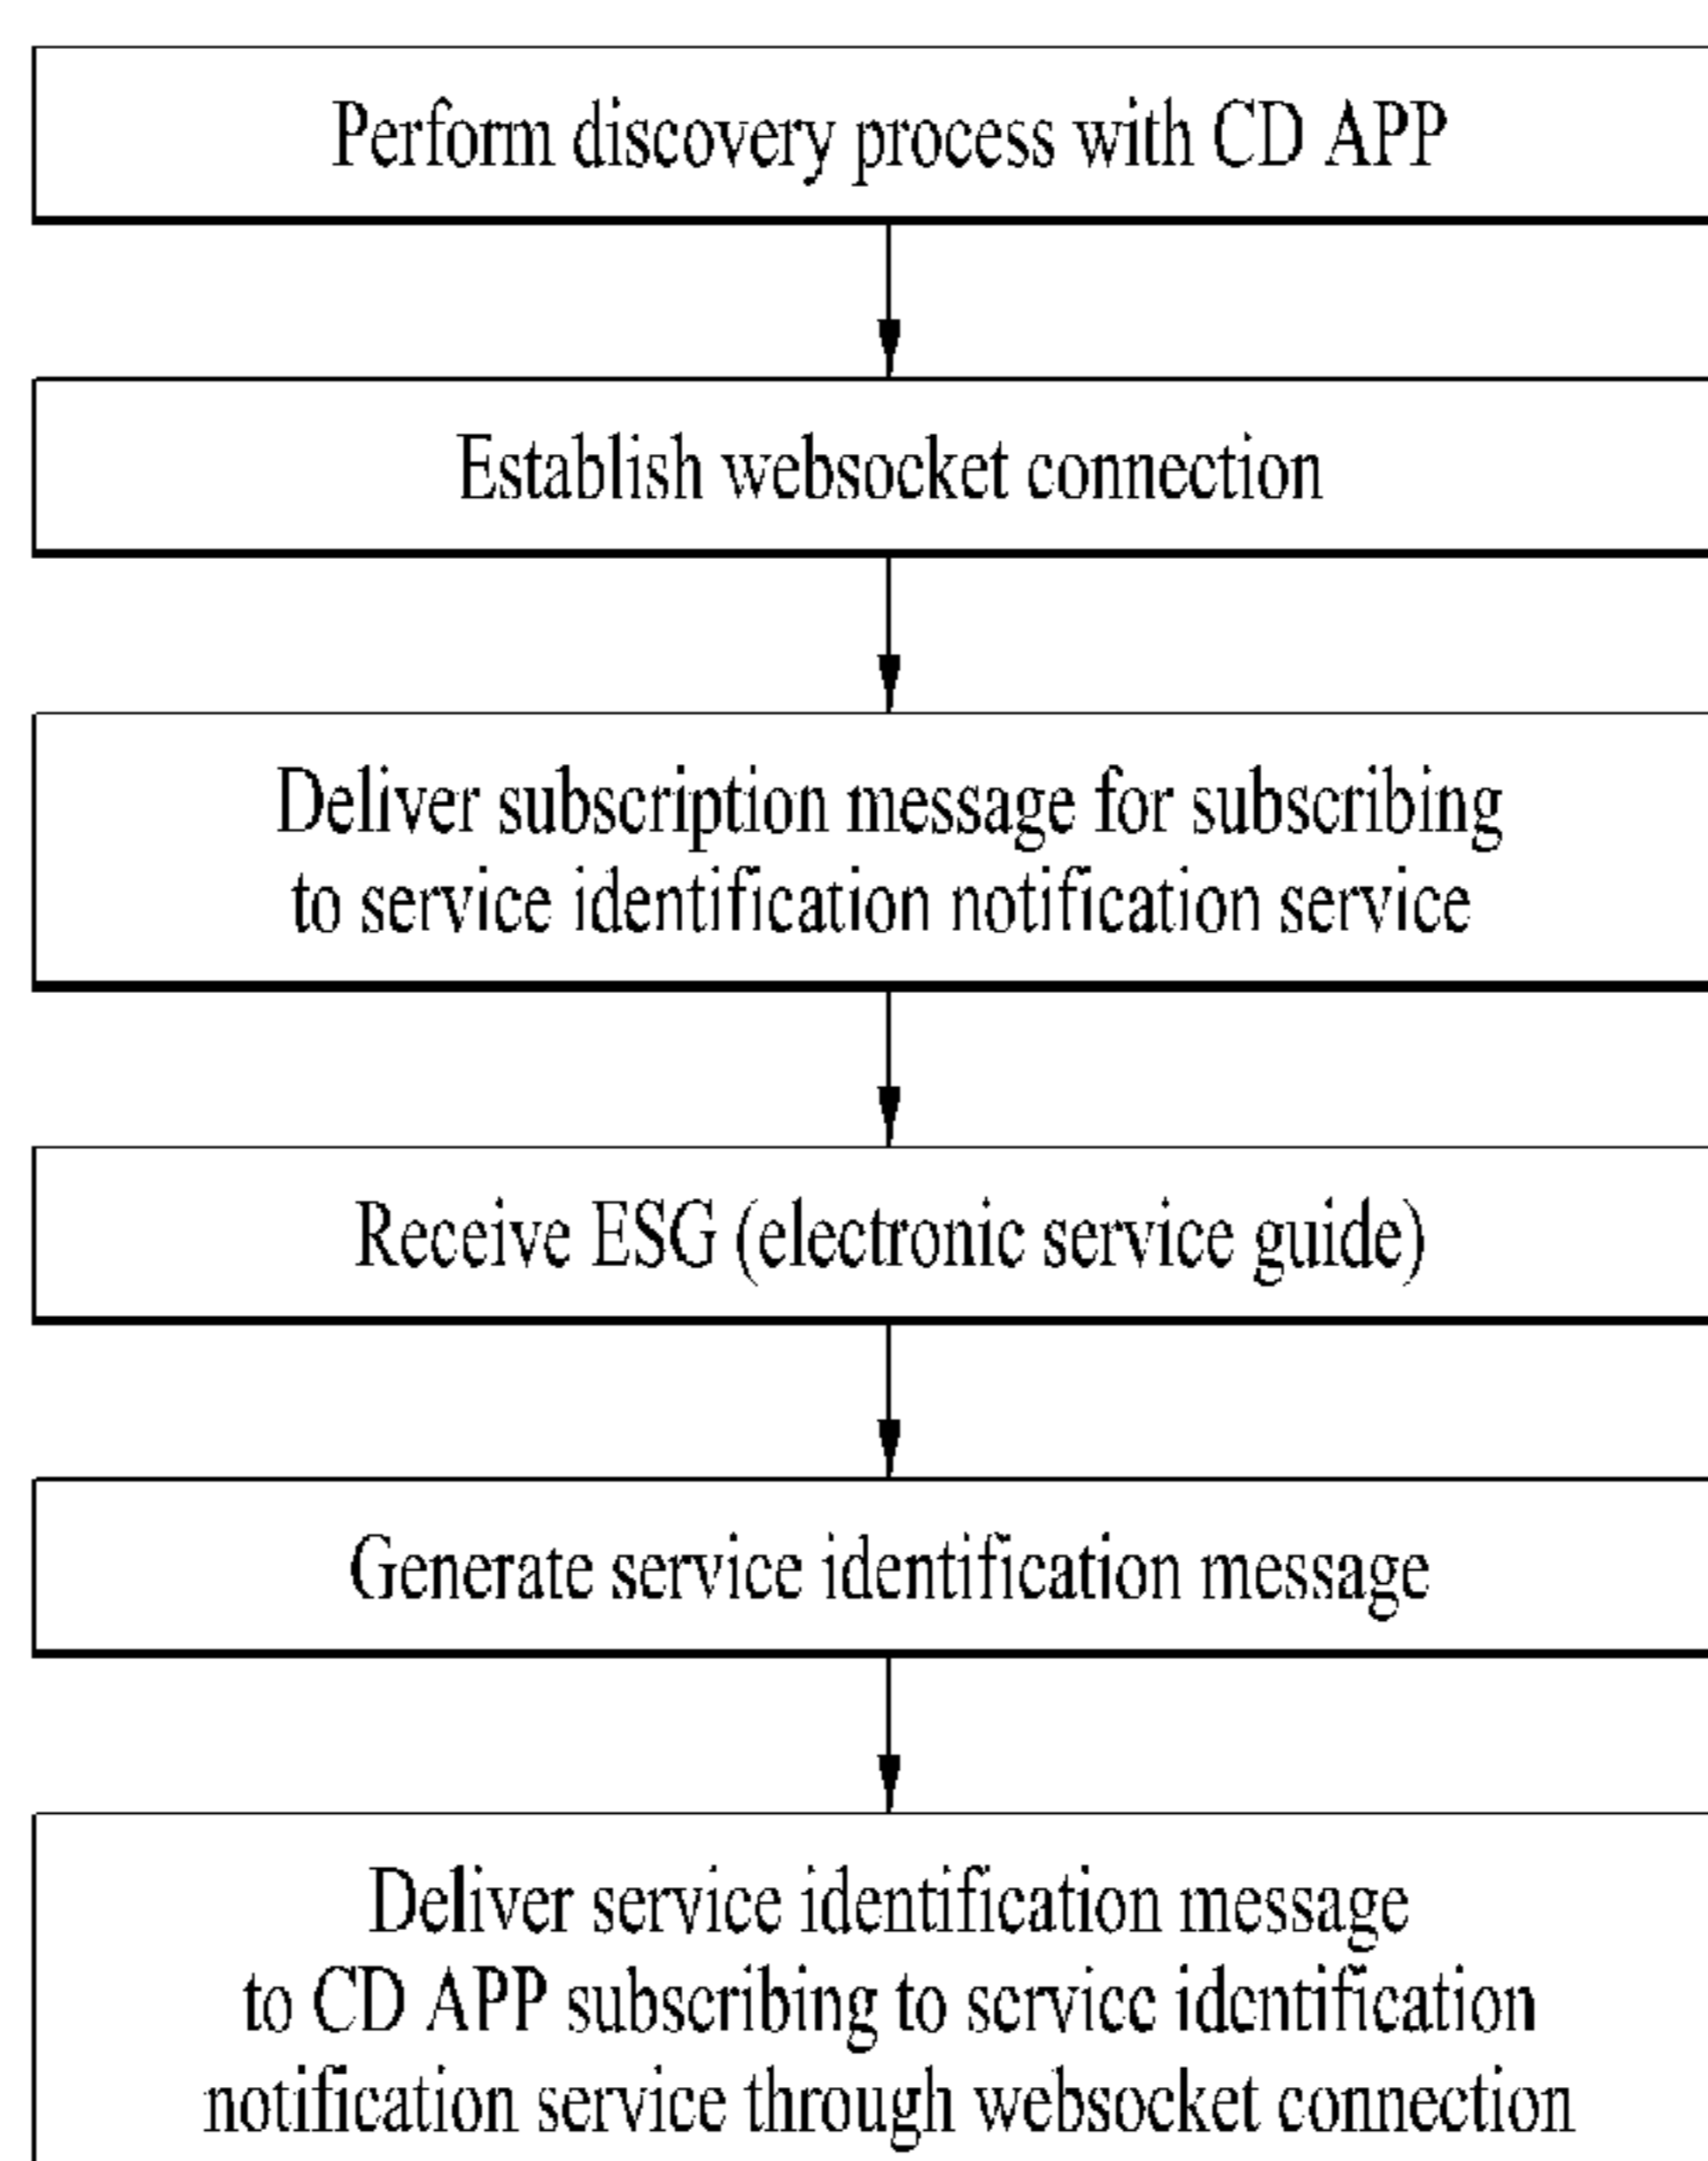 Perform discovery process with CD APP
Establish websocket connection
Deliver subscription message for subscribing
to service identification notification service
Receive ESG (electronic service guide)
Generate service identification message
Deliver service identification message
to CD APP subscribing to service identification
notification service through websocket connection